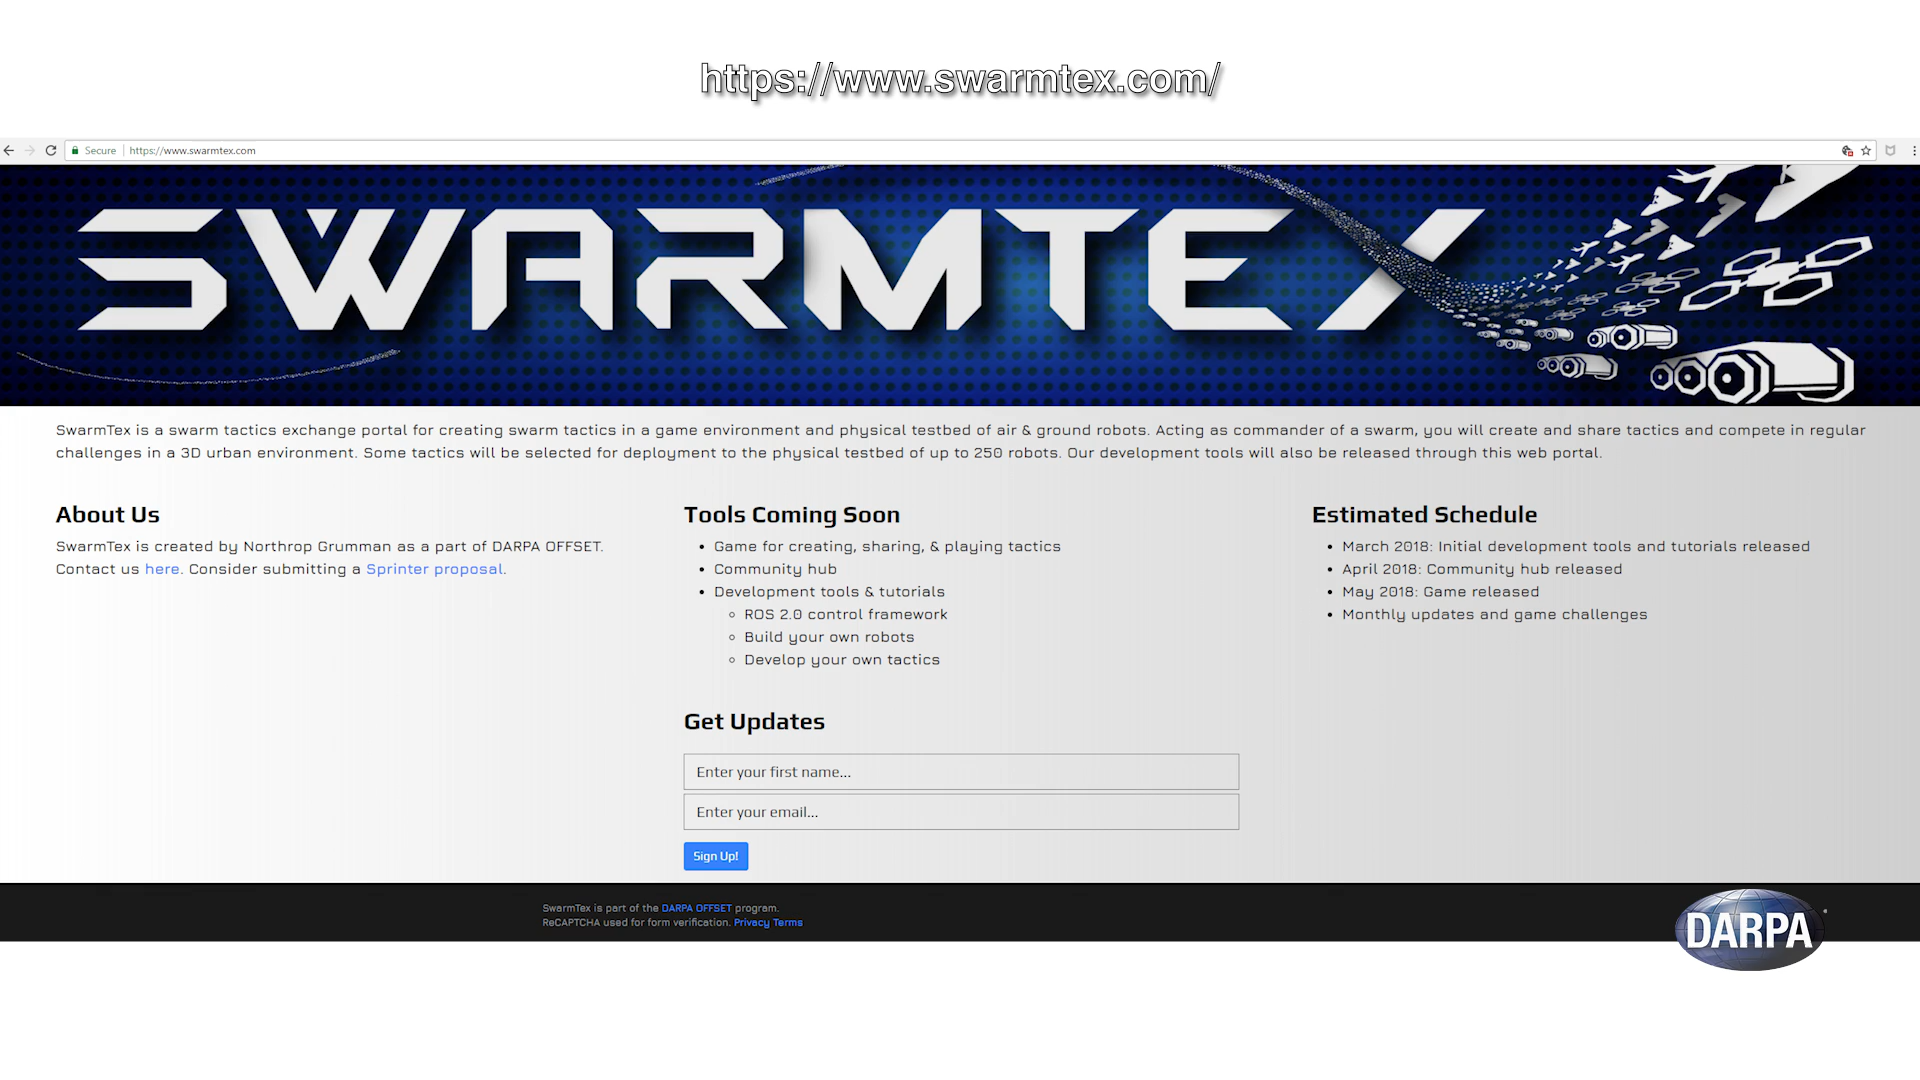 https://www.swarmtex.com/
Secure https://www.swarmtex.com
SWARMTEX
SwarmTex is a swarm tactics exchange portal for creating swarm tactics in a game environment and physical testbed of air & ground robots. Acting as commander of a swarm, you will create and share tactics and compete in regular
challenges in a 3D urban environment. Some tactics will be selected for deployment to the physical testbed of up to 250 robots. Our development tools will also be released through this web portal.
About Us
SwarmTex is created by Northrop Grumman as a part of DARPA OFFSET.
Contact us here. Consider submitting a Sprinter proposal.
Tools Coming Soon
• Game for creating, sharing, & playing tactics
• Community hub
• Development tools & tutorials
◦ ROS 2.0 control framework
◦ Build your own robots
◦ Develop your own tactics
Estimated Schedule
• March 2018: Initial development tools and tutorials released
• April 2018: Community hub released
• May 2018: Game released
• Monthly updates and game challenges
Get Updates
Enter your first name...
Enter your email...
Sign Up!
SwarmTex is part of the DARPA OFFSET program.
ReCAPTCHA used for form verification. Privacy Terms
DARPA